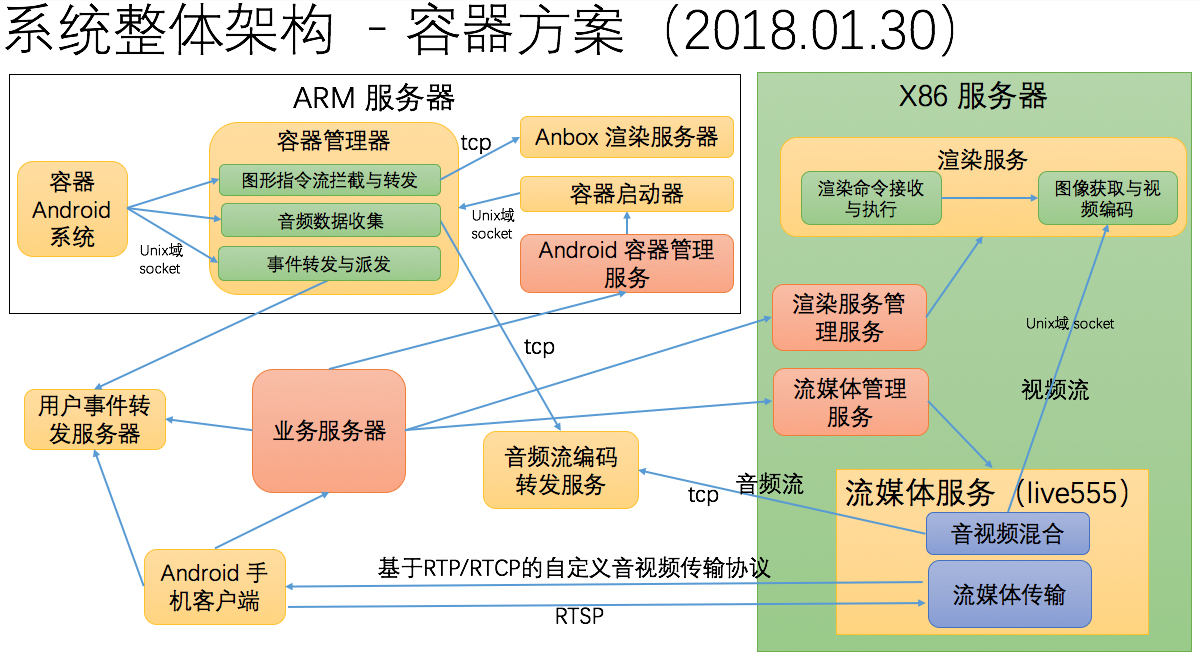 系统整体架构 - 容器方案（2018.01.30）
ARM 服务器
容器管理器
图形指令流拦截与转发
音频数据收集
事件转发与派发
容器
Android
系统
Unix域
socket
tcp
Anbox 渲染服务器
容器启动器
Unix域
socket
Android 容器管理
服务
X86 服务器
渲染服务
渲染命令接收
与执行
图像获取与视
频编码
渲染服务管
理服务
Unix域 socket
流媒体管理
服务
视频流
tcp
用户事件转
发服务器
业务服务器
音频流编码
转发服务
tcp
音频流
流媒体服务（live555）
音视频混合
流媒体传输
Android 手
机客户端
基于RTP/RTCP的自定义音视频传输协议
RTSP